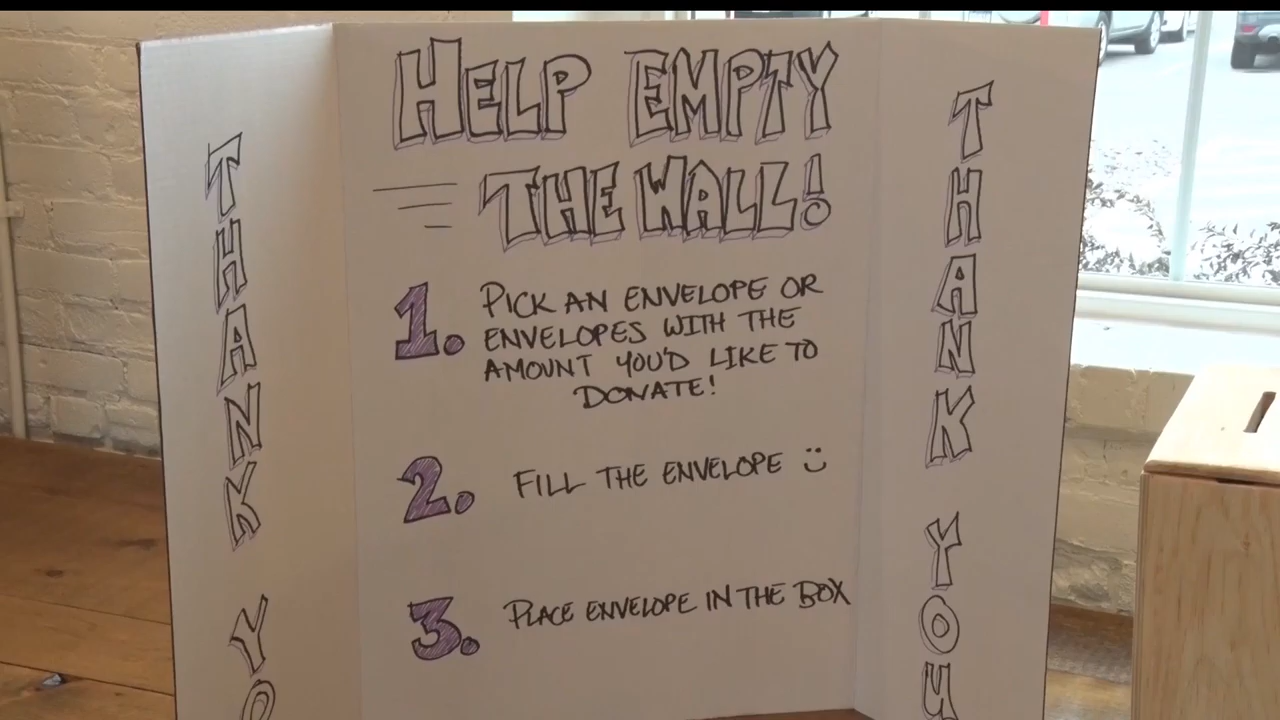 HELP EMPTY
THE WALL!
1. PICK AN ENVELOPE OR
ENVELOPES WITH THE
AMOUNT YOU'D LIKE TO
DONATE!
2. FILL THE ENVELOPE
3. PLACE ENVELOPE IN THE BOX
THANK YO
THANK YOU